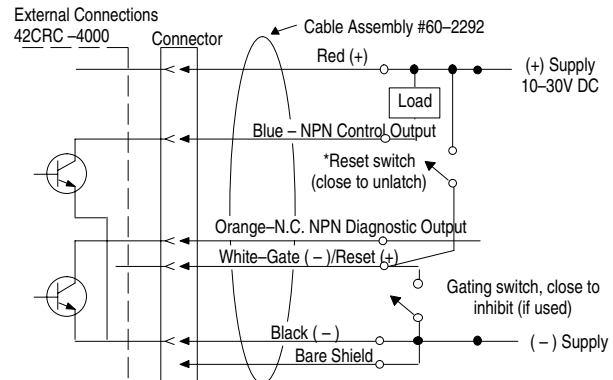 External Connections
42CRC –4000
Connector
Cable Assembly #60–2292
Red (+)
(+) Supply
10–30V DC
Load
Blue – NPN Control Output
*Reset switch
(close to unlatch)
Orange–N.C. NPN Diagnostic Output
White–Gate ( – )/Reset (+)
Gating switch, close to
inhibit (if used)
Black ( – )
( – ) Supply
Bare Shield